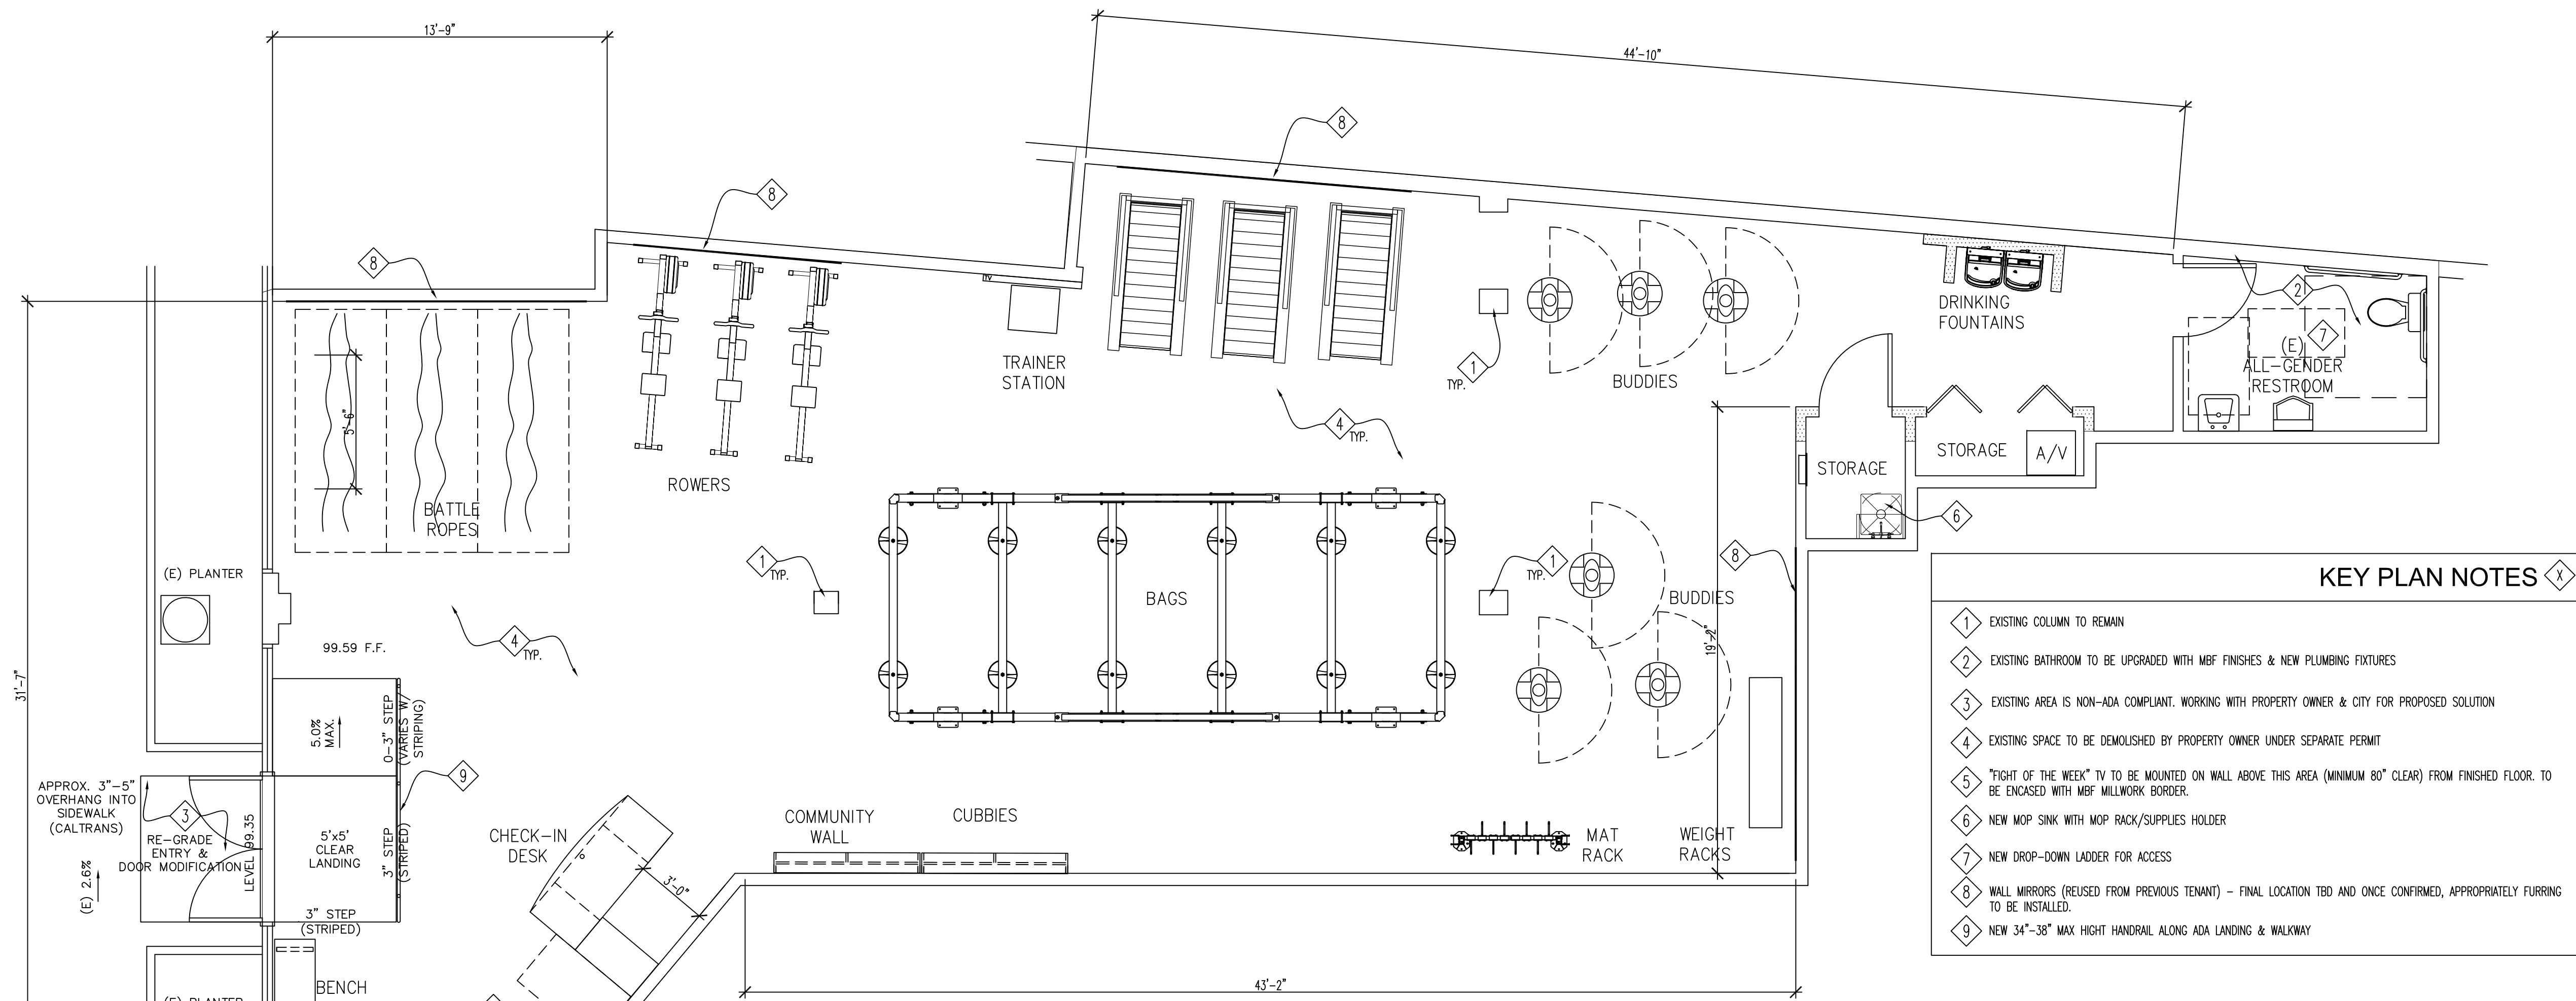 13'-9"
44'-10"
8
8
8
TV
TRAINER
STATION
ROWERS
5'-6"
BATTLE
ROPES
1
TYP.
BUDDIES
4
TYP.
DRINKING
FOUNTAINS
2
7
(E)
ALL-GENDER
RESTROOM
STORAGE
STORAGE
A/V
6
31'-7"
(E) PLANTER
99.59 F.F.
4
TYP.
1
TYP.
BAGS
1
TYP.
8
BUDDIES
19'-2"
5.0%
MAX.
0-3" STEP
(VARIES W/
STRIPING)
9
APPROX. 3"-5"
OVERHANG INTO
SIDEWALK
(CALTRANS)
3
RE-GRADE
ENTRY &
DOOR MODIFICATION
LEVEL 99.35
5'x5'
CLEAR
LANDING
3" STEP
(STRIPED)
(E) 2.6%
3" STEP
(STRIPED)
BENCH
(E) PLANTER
CHECK-IN
DESK
3'-0"
COMMUNITY
WALL
CUBBIES
MAT
RACK
WEIGHT
RACKS
43'-2"
KEY PLAN NOTES X
1 EXISTING COLUMN TO REMAIN
2 EXISTING BATHROOM TO BE UPGRADED WITH MBF FINISHES & NEW PLUMBING FIXTURES
3 EXISTING AREA IS NON-ADA COMPLIANT. WORKING WITH PROPERTY OWNER & CITY FOR PROPOSED SOLUTION
4 EXISTING SPACE TO BE DEMOLISHED BY PROPERTY OWNER UNDER SEPARATE PERMIT
5 "FIGHT OF THE WEEK" TV TO BE MOUNTED ON WALL ABOVE THIS AREA (MINIMUM 80" CLEAR) FROM FINISHED FLOOR. TO
BE ENCASED WITH MBF MILLWORK BORDER.
6 NEW MOP SINK WITH MOP RACK/SUPPLIES HOLDER
7 NEW DROP-DOWN LADDER FOR ACCESS
8 WALL MIRRORS (REUSED FROM PREVIOUS TENANT) – FINAL LOCATION TBD AND ONCE CONFIRMED, APPROPRIATELY FURRING
TO BE INSTALLED.
9 NEW 34"-38" MAX HIGHT HANDRAIL ALONG ADA LANDING & WALKWAY